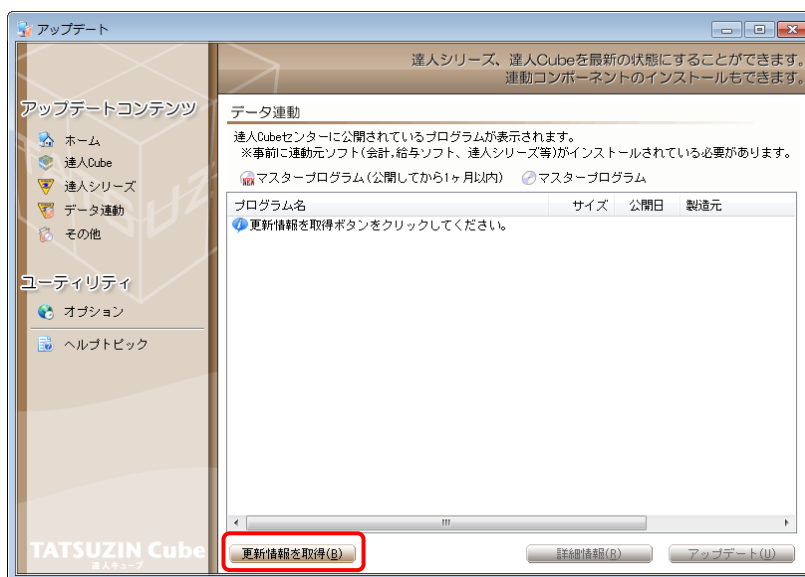 アップデート
達人シリーズ、達人Cubeを最新の状態にすることができます。
連動コンポーネントのインストールもできます。
アップデートコンテンツ
ホーム
達人Cube
達人シリーズ
データ連動
その他
ユーティリティ
オプション
ヘルプトピック
TATSUZIN Cube
達人キューブ
データ連動
達人Cubeセンターに公開されているプログラムが表示されます。
※事前に連動元ソフト(会計,給与ソフト、達人シリーズ等)がインストールされている必要があります。
マスタープログラム(公開してから1ヶ月以内) マスタープログラム
プログラム名 サイズ 公開日 製造元
更新情報を取得ボタンをクリックしてください。
更新情報を取得(B) 詳細情報(R) アップデート(U)